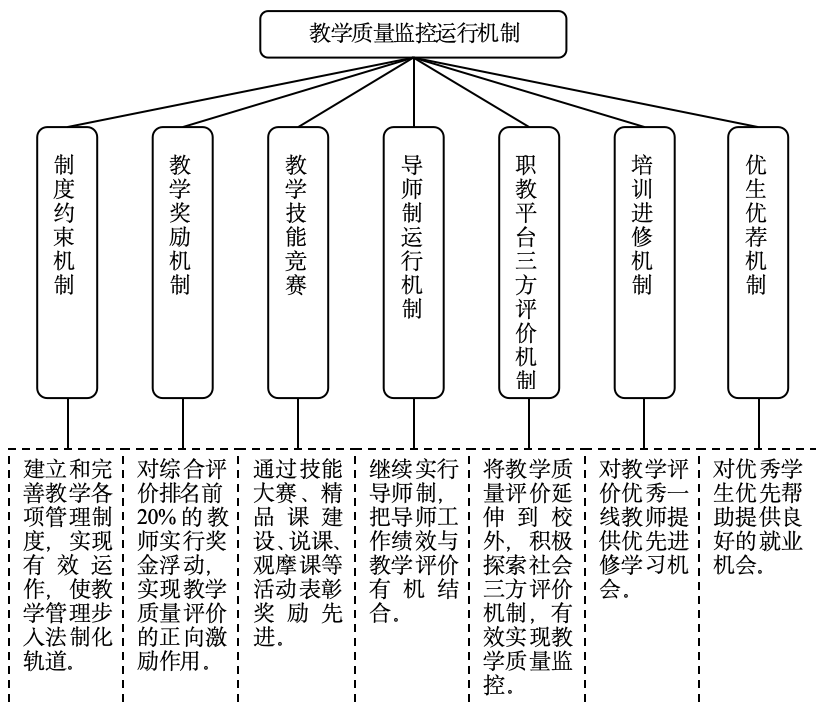 教学质量监控运行机制
制度约束机制
教学奖励机制
教学技能竞赛
导师制运行机制
职教平台三方评价机制
培训进修机制
优生优荐机制
建立和完
善教学各
项管理制
度，实现
有效运
作，使教
学管理步
入法制化
轨道。
对综合评
价排名前
20%的教
师实行奖
金浮动，
实现教学
质量评价
的正向激
励作用。
通过技能
大赛、精
品课建
设、说课、
观摩课等
活动表彰
奖励先
进。
继续实行
导师制，
把导师工
作绩效与
教学评价
有机结
合。
将教学质
量评价延
伸到校
外，积极
探索社会
三方评价
机制，有
效实现教
学质量监
控。
对教学评
价优秀一
线教师提
供优先进
修学习机
会。
对优秀学
生优先帮
助提供良
好的就业
机会。